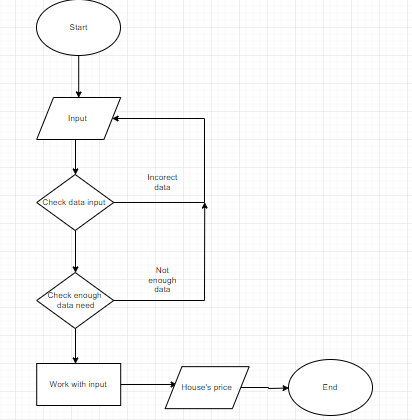 Start
Input
Incorect
data
Check data input
Not
enough
data
Check enough
data need
Work with input
House's price
End